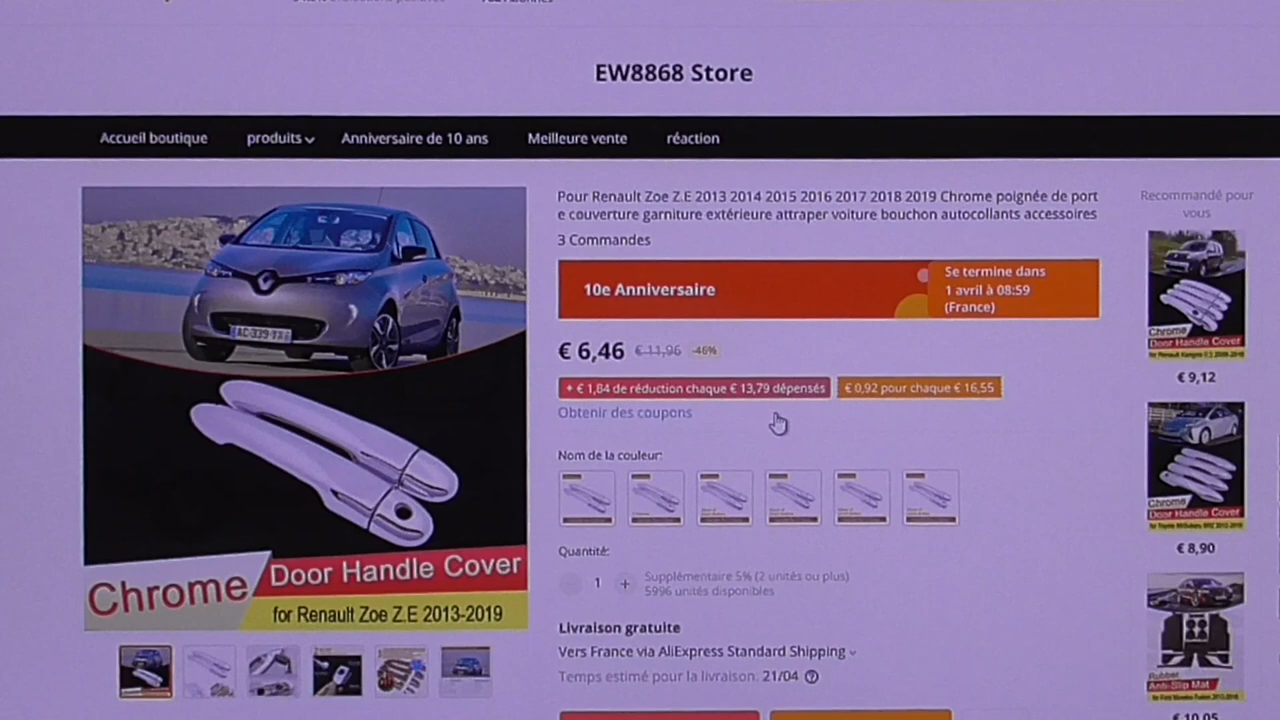 EW8868 Store
Accueil boutique produits Anniversaire de 10 ans Meilleure vente réaction
Pour Renault Zoe Z.E 2013 2014 2015 2016 2017 2018 2019 Chrome poignée de port
e couverture garniture extérieure attraper voiture bouchon autocollants accessoires
3 Commandes
10e Anniversaire
Se termine dans
1 avril à 08:59
(France)
€ 6,46 € 11,96 -46%
+ € 1,84 de réduction chaque € 13,79 dépensés
€ 0,92 pour chaque € 16,55
Obtenir des coupons
Nom de la couleur:
Quantité:
1 +
Supplémentaire 5% (2 unités ou plus)
5996 unités disponibles
Livraison gratuite
Vers France via AliExpress Standard Shipping
Temps estimé pour la livraison: 21/04
Chrome
Door Handle Cover
for Renault Zoe Z.E 2013-2019
Recommandé pour
vous
Chrome
Door Handle Cover
€ 9,12
Chrome
Door Handle Cover
€ 8,90
Rubber
Anti-Slip Mat
€ 10,05